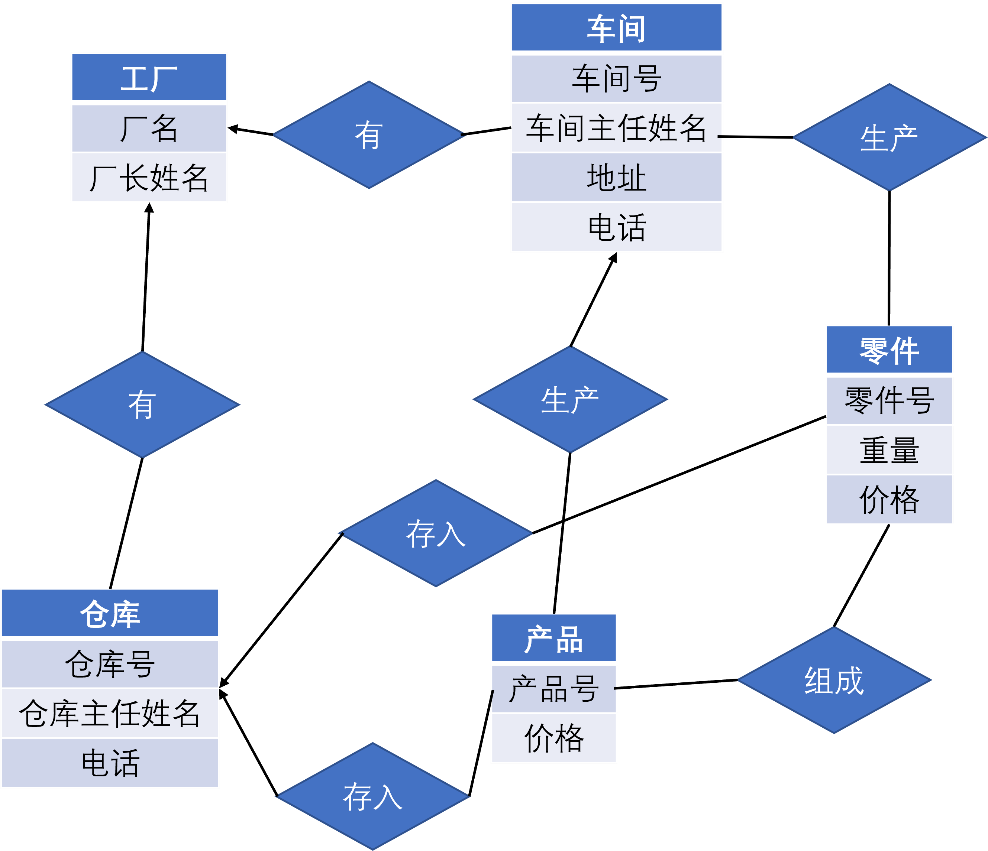 车间
车间号
车间主任姓名
地址
电话
工厂
厂名
厂长姓名
有
生产
有
生产
零件
零件号
重量
价格
存入
仓库
仓库号
仓库主任姓名
电话
产品
产品号
价格
组成
存入